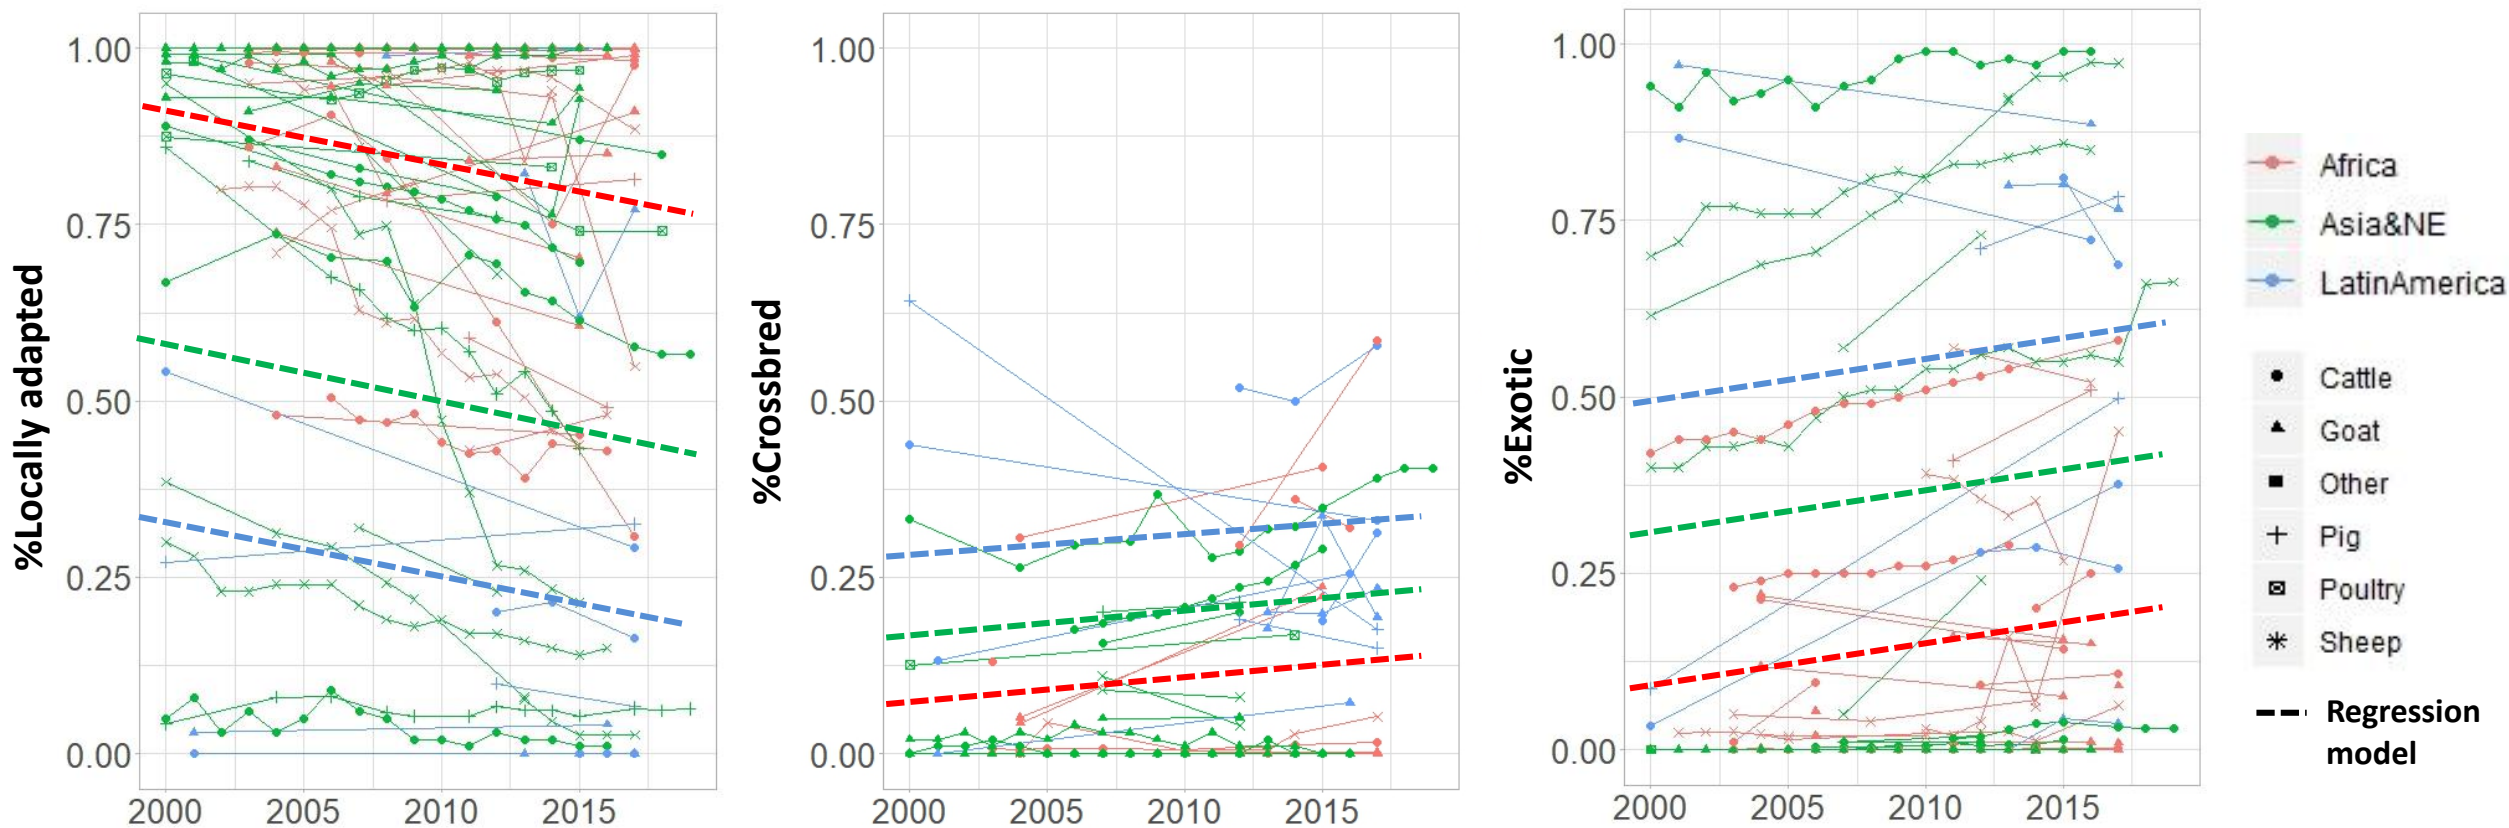 %Locally adapted
1.00
0.75
0.50
0.25
0.00
2000 2005 2010 2015
%Crossbred
1.00
0.75
0.50
0.25
0.00
2000 2005 2010 2015
%Exotic
1.00
0.75
0.50
0.25
0.00
2000 2005 2010 2015
Africa
Asia&NE
LatinAmerica
Cattle
Goat
Other
Pig
Poultry
Sheep
Regression
model